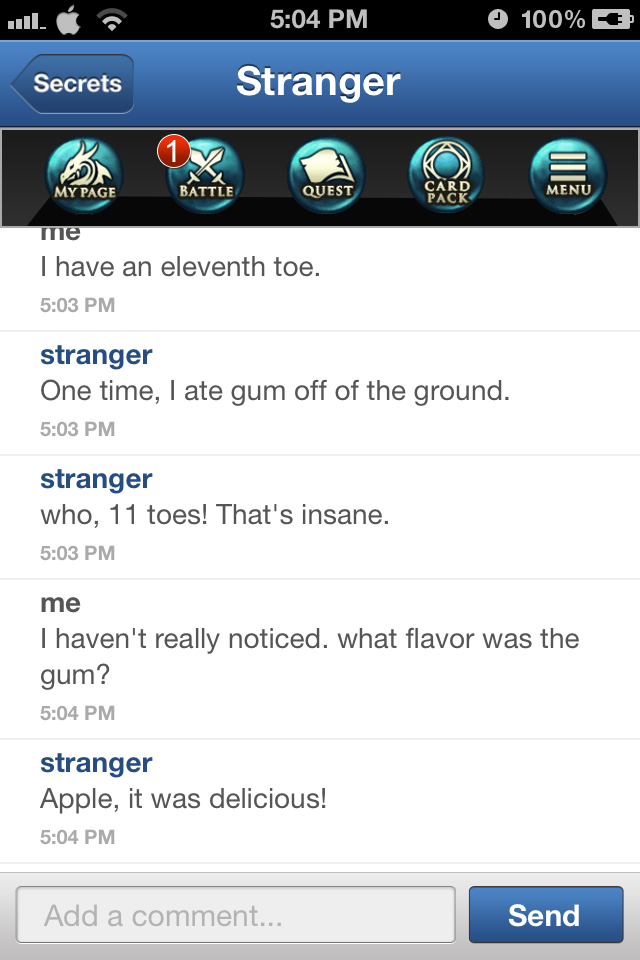 5:04 PM
100%
Secrets
Stranger
MY PAGE
1
BATTLE
QUEST
CARD
PACK
MENU
me
I have an eleventh toe.
5:03 PM
stranger
One time, I ate gum off of the ground.
5:03 PM
stranger
who, 11 toes! That's insane.
5:03 PM
me
I haven't really noticed. what flavor was the
gum?
5:04 PM
stranger
Apple, it was delicious!
5:04 PM
Add a comment...
Send